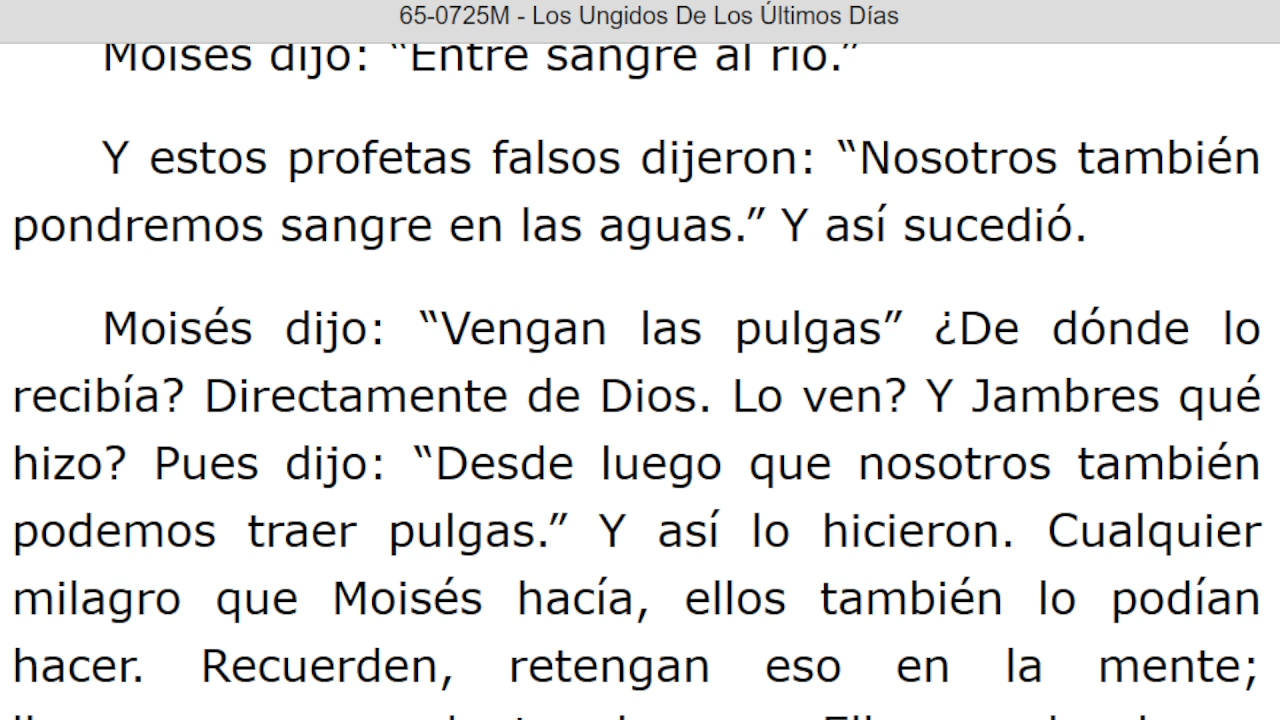 65-0725M - Los Ungidos De Los Últimos Días
Moisés dijo: “Entre sangre al río.”
Y estos profetas falsos dijeron: “Nosotros también
pondremos sangre en las aguas.” Y así sucedió.
Moisés dijo: “Vengan las pulgas” ¿De dónde lo
recibía? Directamente de Dios. Lo ven? Y Jambres qué
hizo? Pues dijo: “Desde luego que nosotros también
podemos traer pulgas.” Y así lo hicieron. Cualquier
milagro que Moisés hacía, ellos también lo podían
hacer. Recuerden, retengan eso en la mente;